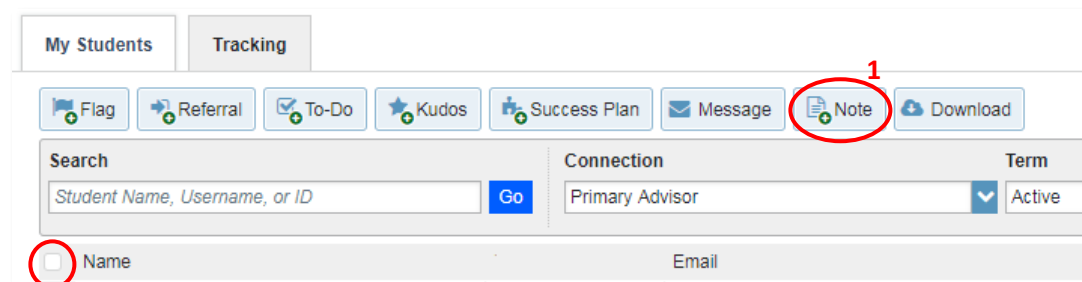 My Students Tracking
1
Flag Referral To-Do Kudos Success Plan Message Note Download
Search Connection Term
Student Name, Username, or ID Go Primary Advisor Active
Name Email